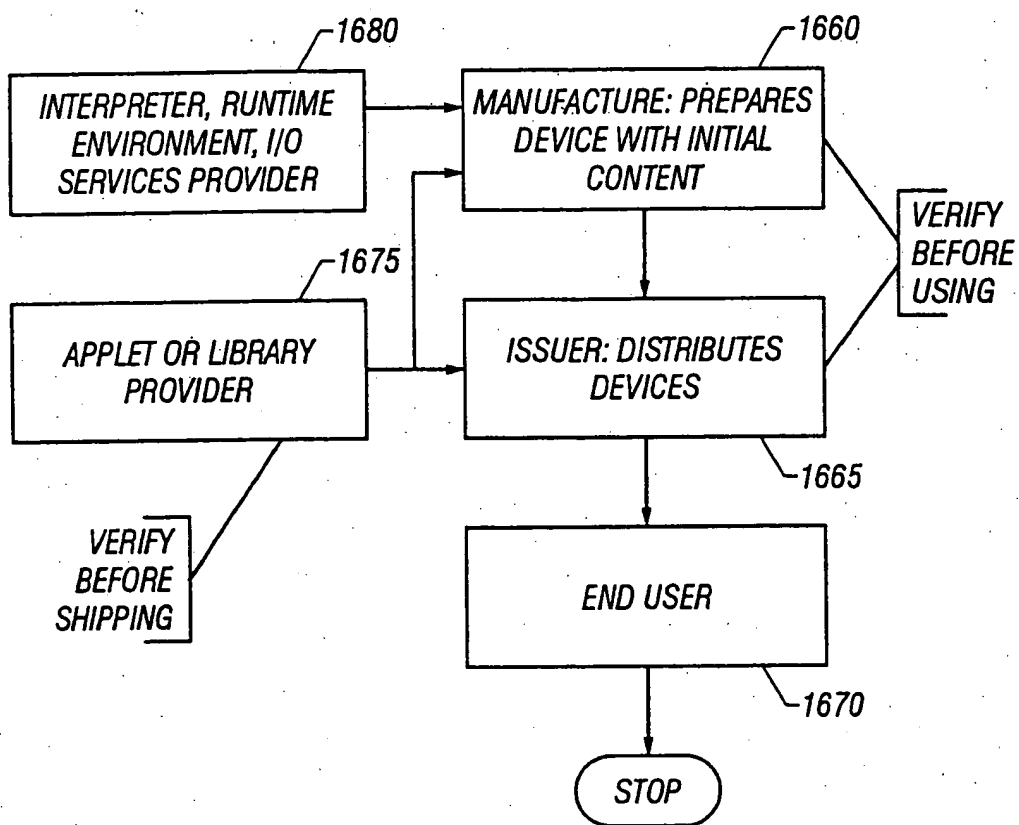 1680
INTERPRETER, RUNTIME
ENVIRONMENT, I/O
SERVICES PROVIDER
1660
MANUFACTURE: PREPARES
DEVICE WITH INITIAL
CONTENT
VERIFY
BEFORE
USING
1675
APPLET OR LIBRARY
PROVIDER
ISSUER: DISTRIBUTES
DEVICES
1665
VERIFY
BEFORE
SHIPPING
END USER
1670
STOP